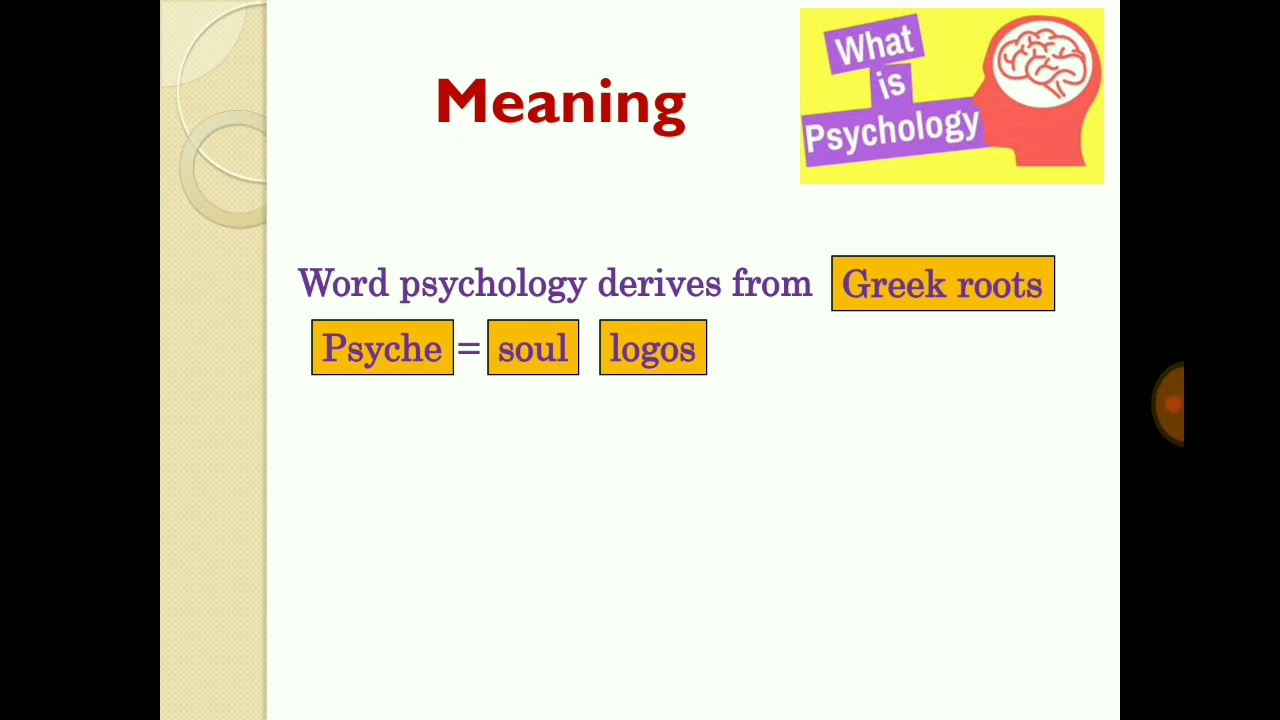 Meaning
What
is
Psychology
Word psychology derives from Greek roots
Psyche = soul logos